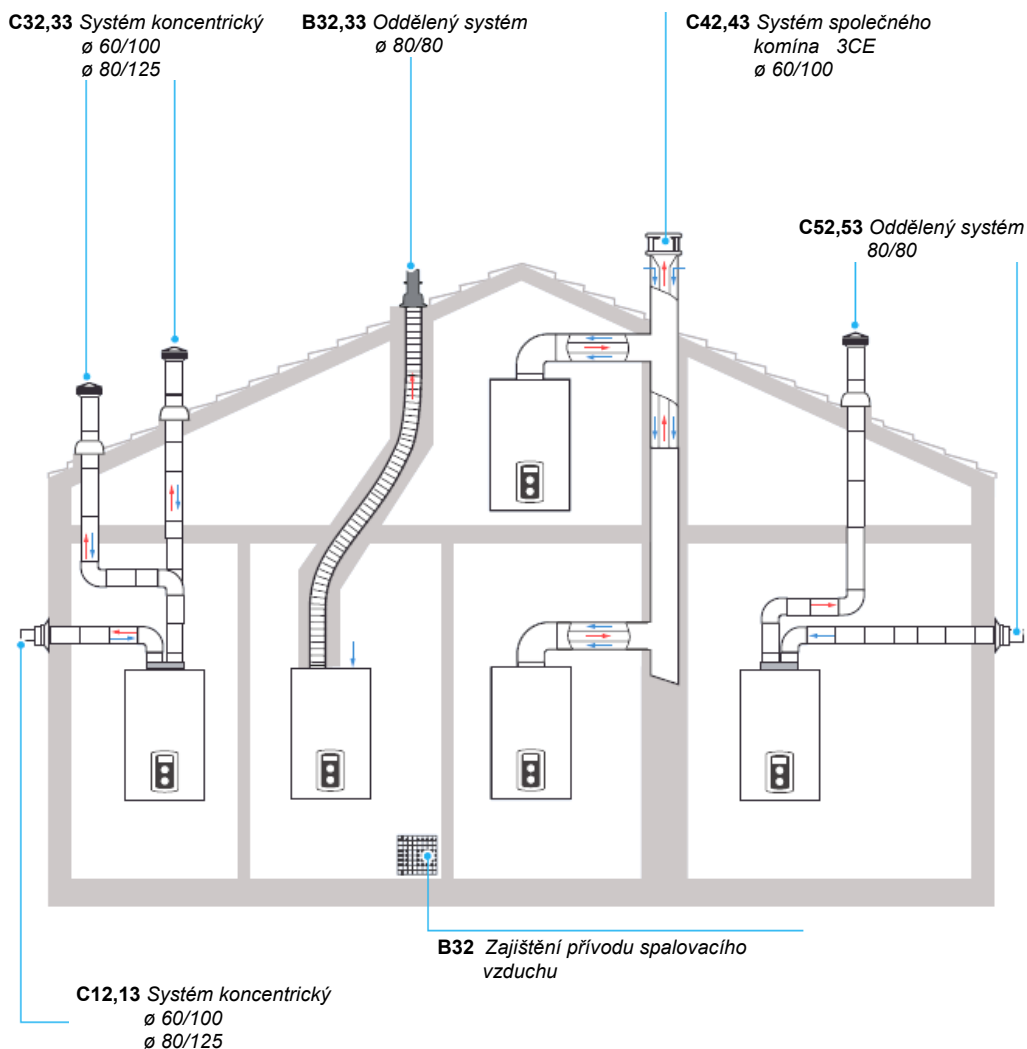 C32,33 Systém koncentrický
ø 60/100
ø 80/125
B32,33 Oddělený systém
ø 80/80
C42,43 Systém společného
komína 3CE
ø 60/100
C52,53 Oddělený systém
80/80
B32 Zajištění přívodu spalovacího
vzduchu
C12,13 Systém koncentrický
ø 60/100
ø 80/125